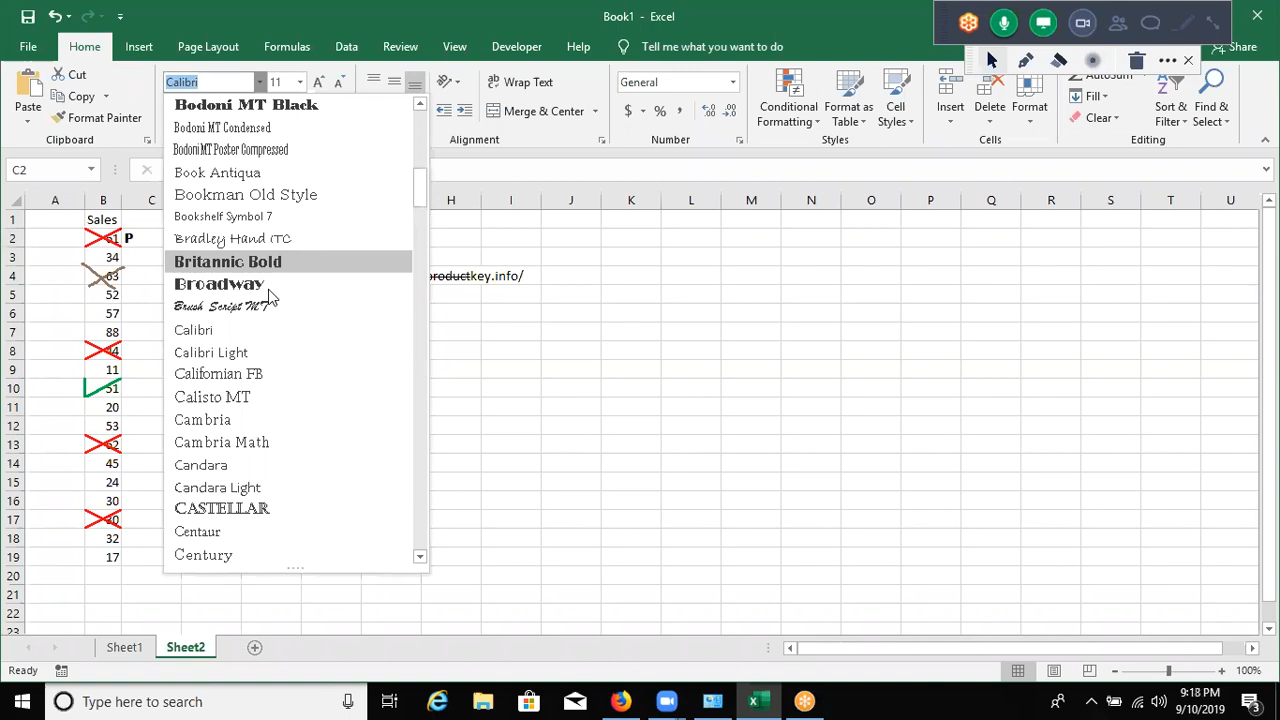 Book1 - Excel
File Home Insert Page Layout Formulas Data Review View Developer Help Tell me what you want to do Share
Cut
Copy
Format Painter
Paste
Clipboard
Calibri 11
Wrap Text
Merge & Center
Alignment
General
$ % ,
Number
Conditional Formatting
Format as Table
Cell Styles
Styles
Insert Delete Format
Cells
AutoSum
Fill
Clear
Sort & Filter
Find & Select
Editing
C2
Bodoni MT Black
Bodoni MT Condensed
Bodoni MT Poster Compressed
Book Antiqua
Bookman Old Style
Bookshelf Symbol 7
Bradley Hand ITC
Britannic Bold
Broadway
Brush Script MT
Calibri
Calibri Light
Californian FB
Calisto MT
Cambria
Cambria Math
Candara
Candara Light
CASTELLAR
Centaur
Century
A B C H I J K L M N O P Q R S T U
1 Sales
2 61 P
3 34
4 63 productkey.info/
5 52
6 57
7 88
8 44
9 11
10 51
11 20
12 53
13 62
14 45
15 24
16 30
17 30
18 32
19 17
20
21
22
23
Sheet1 Sheet2
Ready
100%
Type here to search
9:18 PM
9/10/2019
3